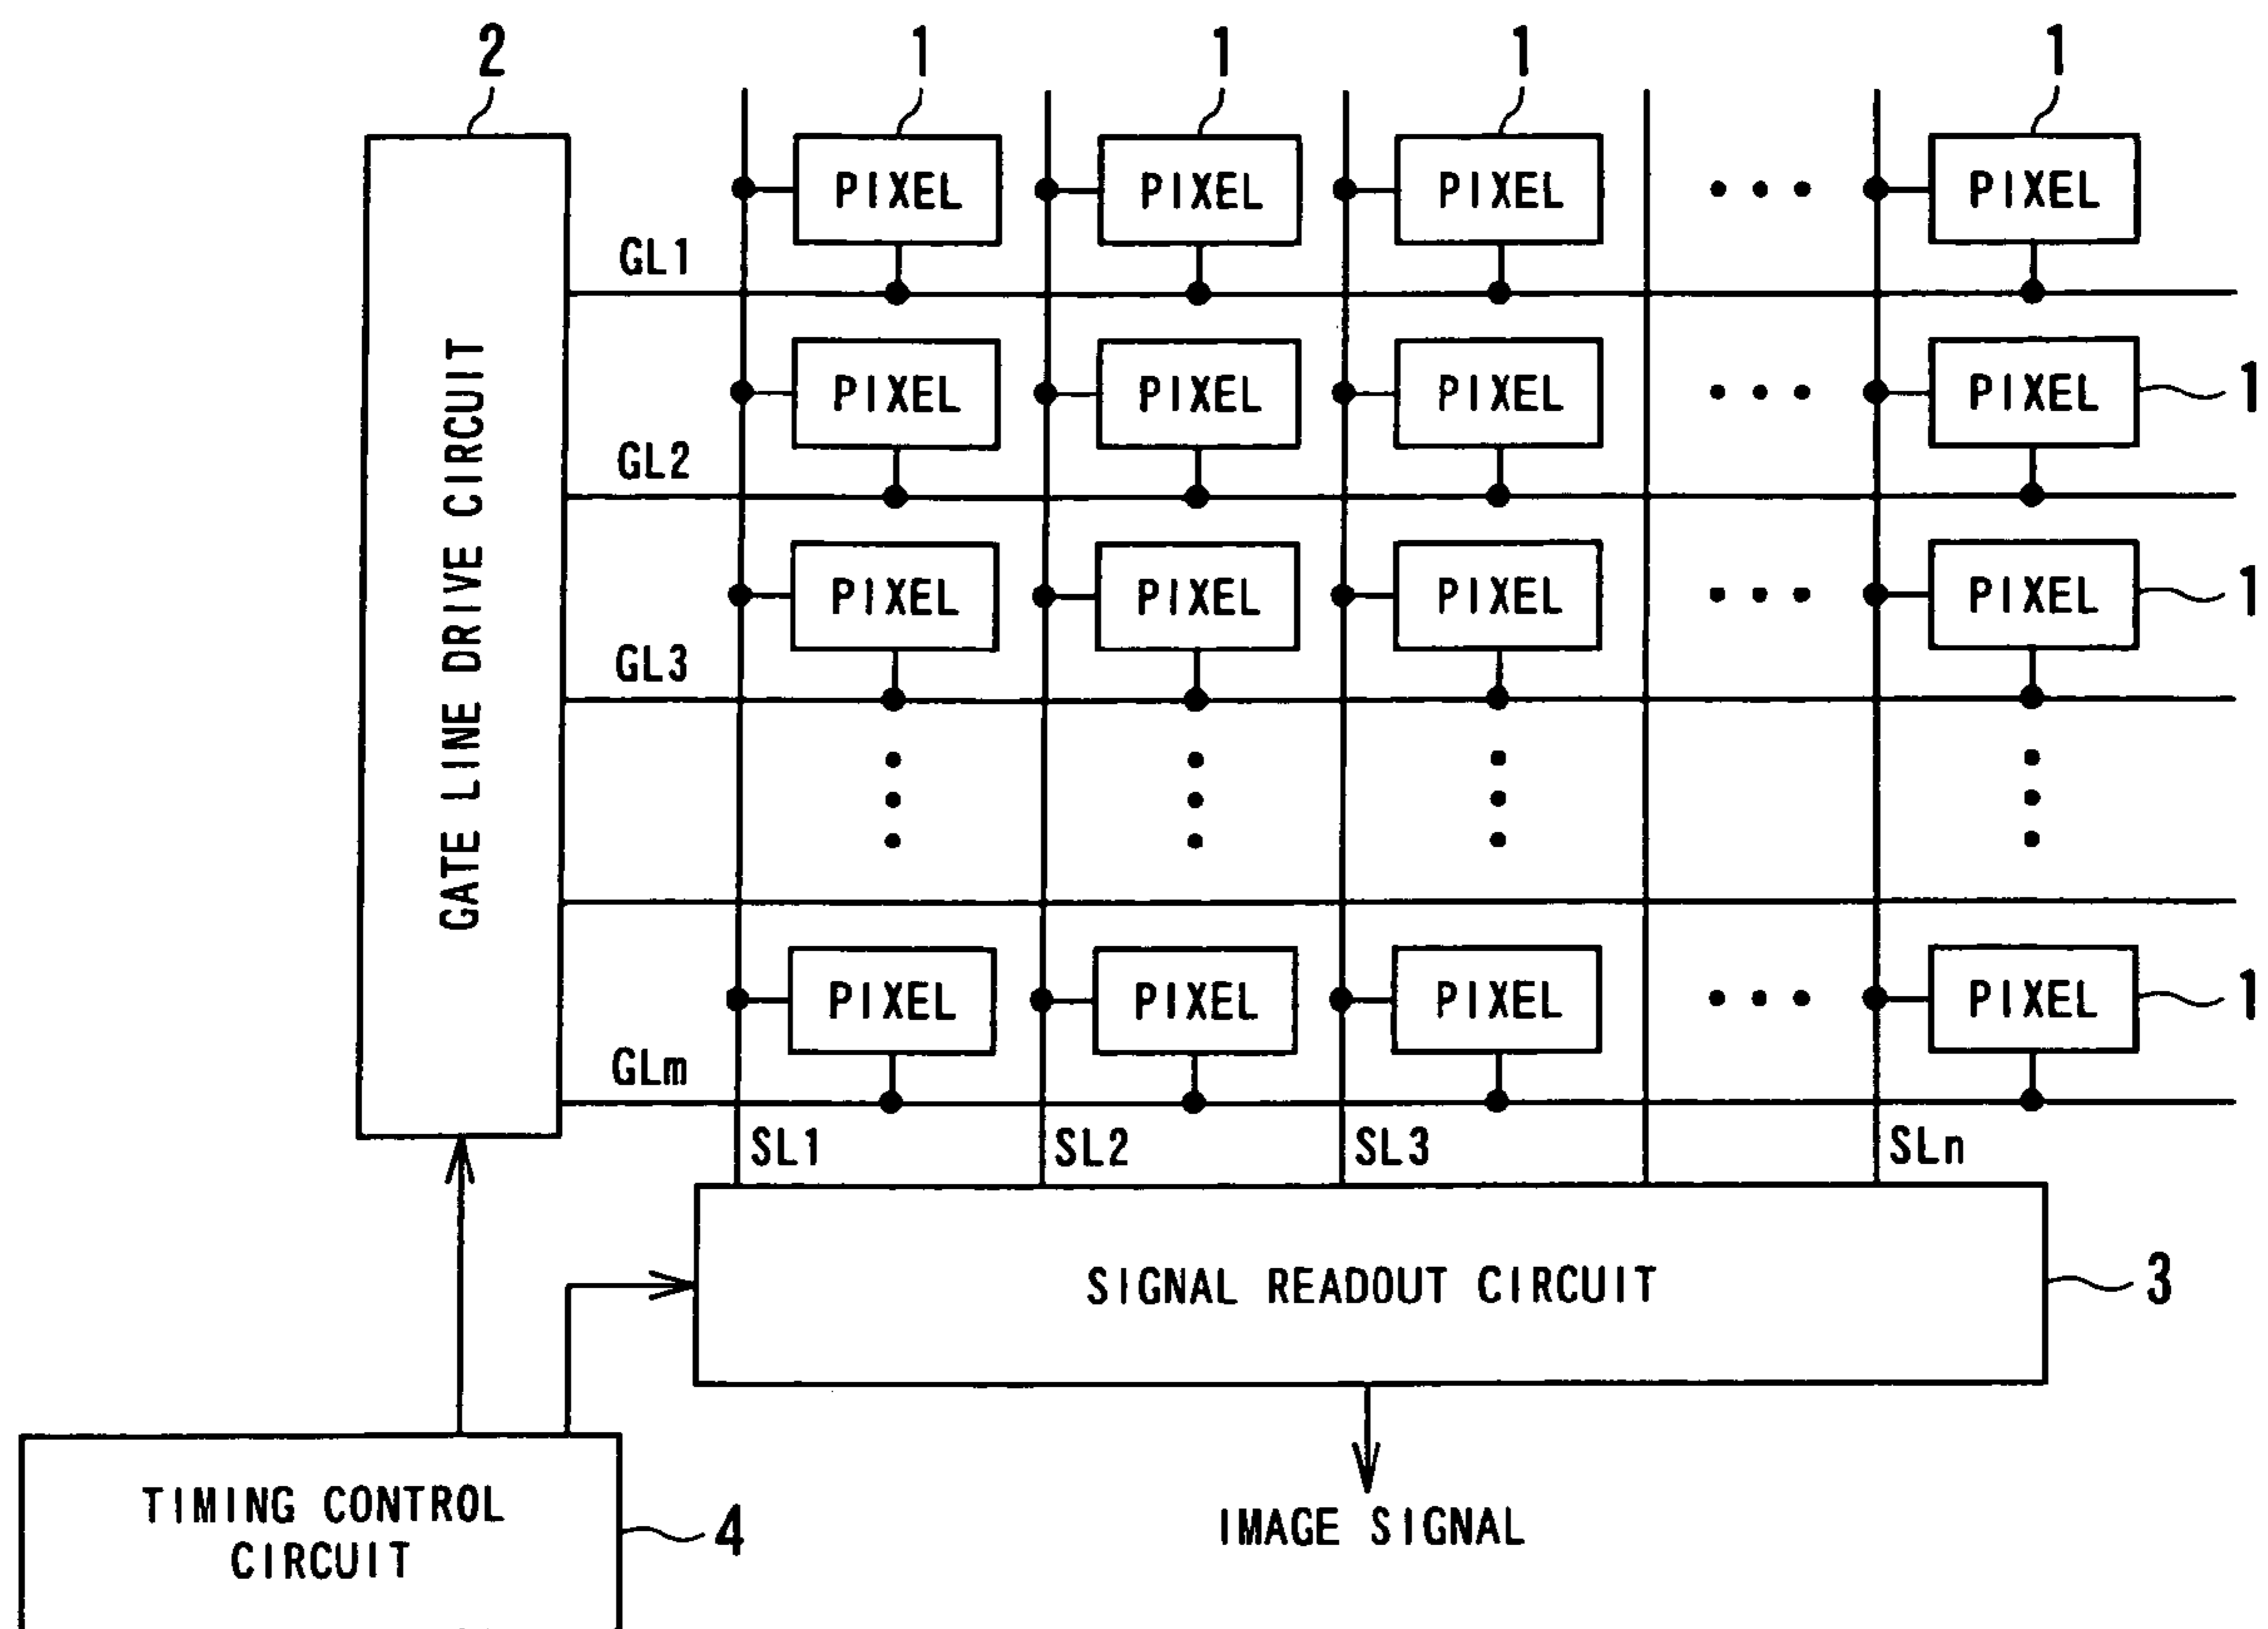 2 1 1 1 1
PIXEL PIXEL PIXEL ••• PIXEL
GL1
PIXEL PIXEL PIXEL ••• PIXEL 1
GL2
PIXEL PIXEL PIXEL ••• PIXEL 1
GL3
GATE LINE DRIVE CIRCUIT
PIXEL PIXEL PIXEL ••• PIXEL 1
GLm
SL1 SL2 SL3 SLn
SIGNAL READOUT CIRCUIT 3
TIMING CONTROL
CIRCUIT
4
IMAGE SIGNAL